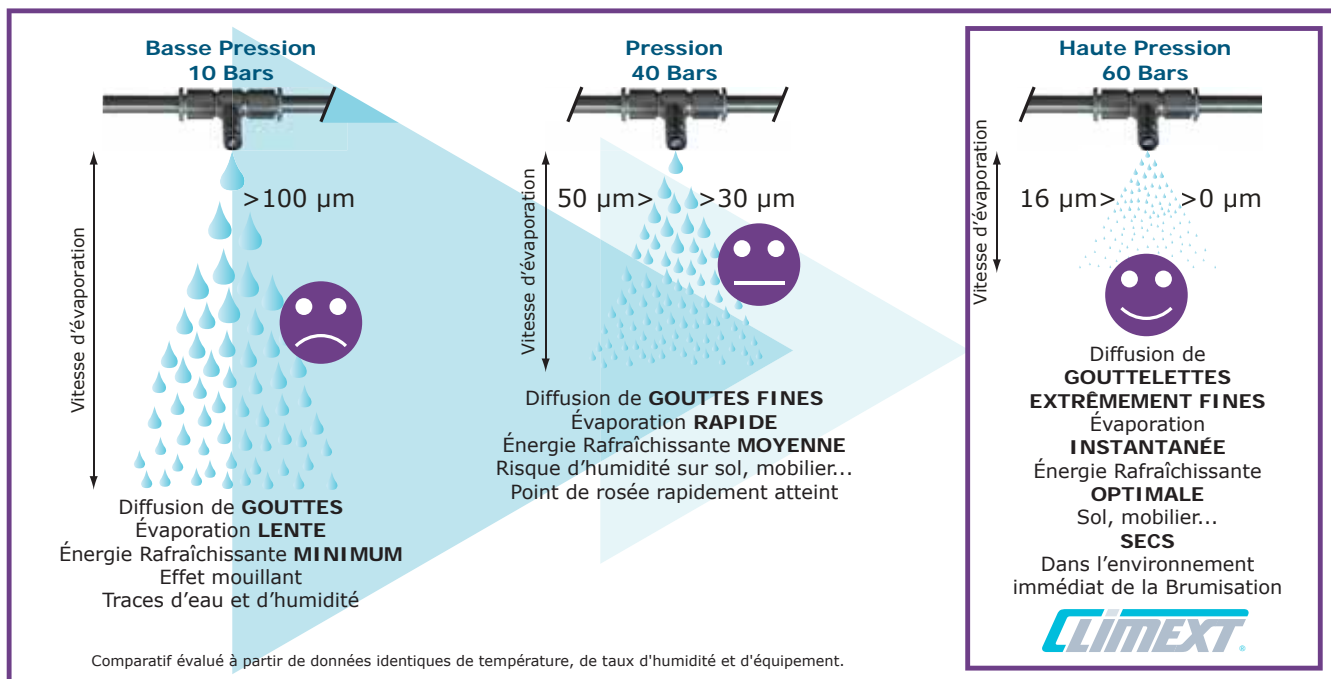 Basse Pression
10 Bars
Vitesse d'évaporation
>100 µm
Diffusion de GOUTTES
Évaporation LENTE
Énergie Rafraîchissante MINIMUM
Effet mouillant
Traces d'eau et d'humidité
Pression
40 Bars
Vitesse d'évaporation
50 µm> >30 µm
Diffusion de GOUTTES FINES
Évaporation RAPIDE
Énergie Rafraîchissante MOYENNE
Risque d'humidité sur sol, mobilier...
Point de rosée rapidement atteint
Haute Pression
60 Bars
Vitesse d'évaporation
16 µm> >0 µm
Diffusion de
GOUTTELETTES
EXTRÊMEMENT FINES
Évaporation
INSTANTANÉE
Énergie Rafraîchissante
OPTIMALE
Sol, mobilier...
SECS
Dans l'environnement
immédiat de la Brumisation
CLIMEXT®
Comparatif évalué à partir de données identiques de température, de taux d'humidité et d'équipement.